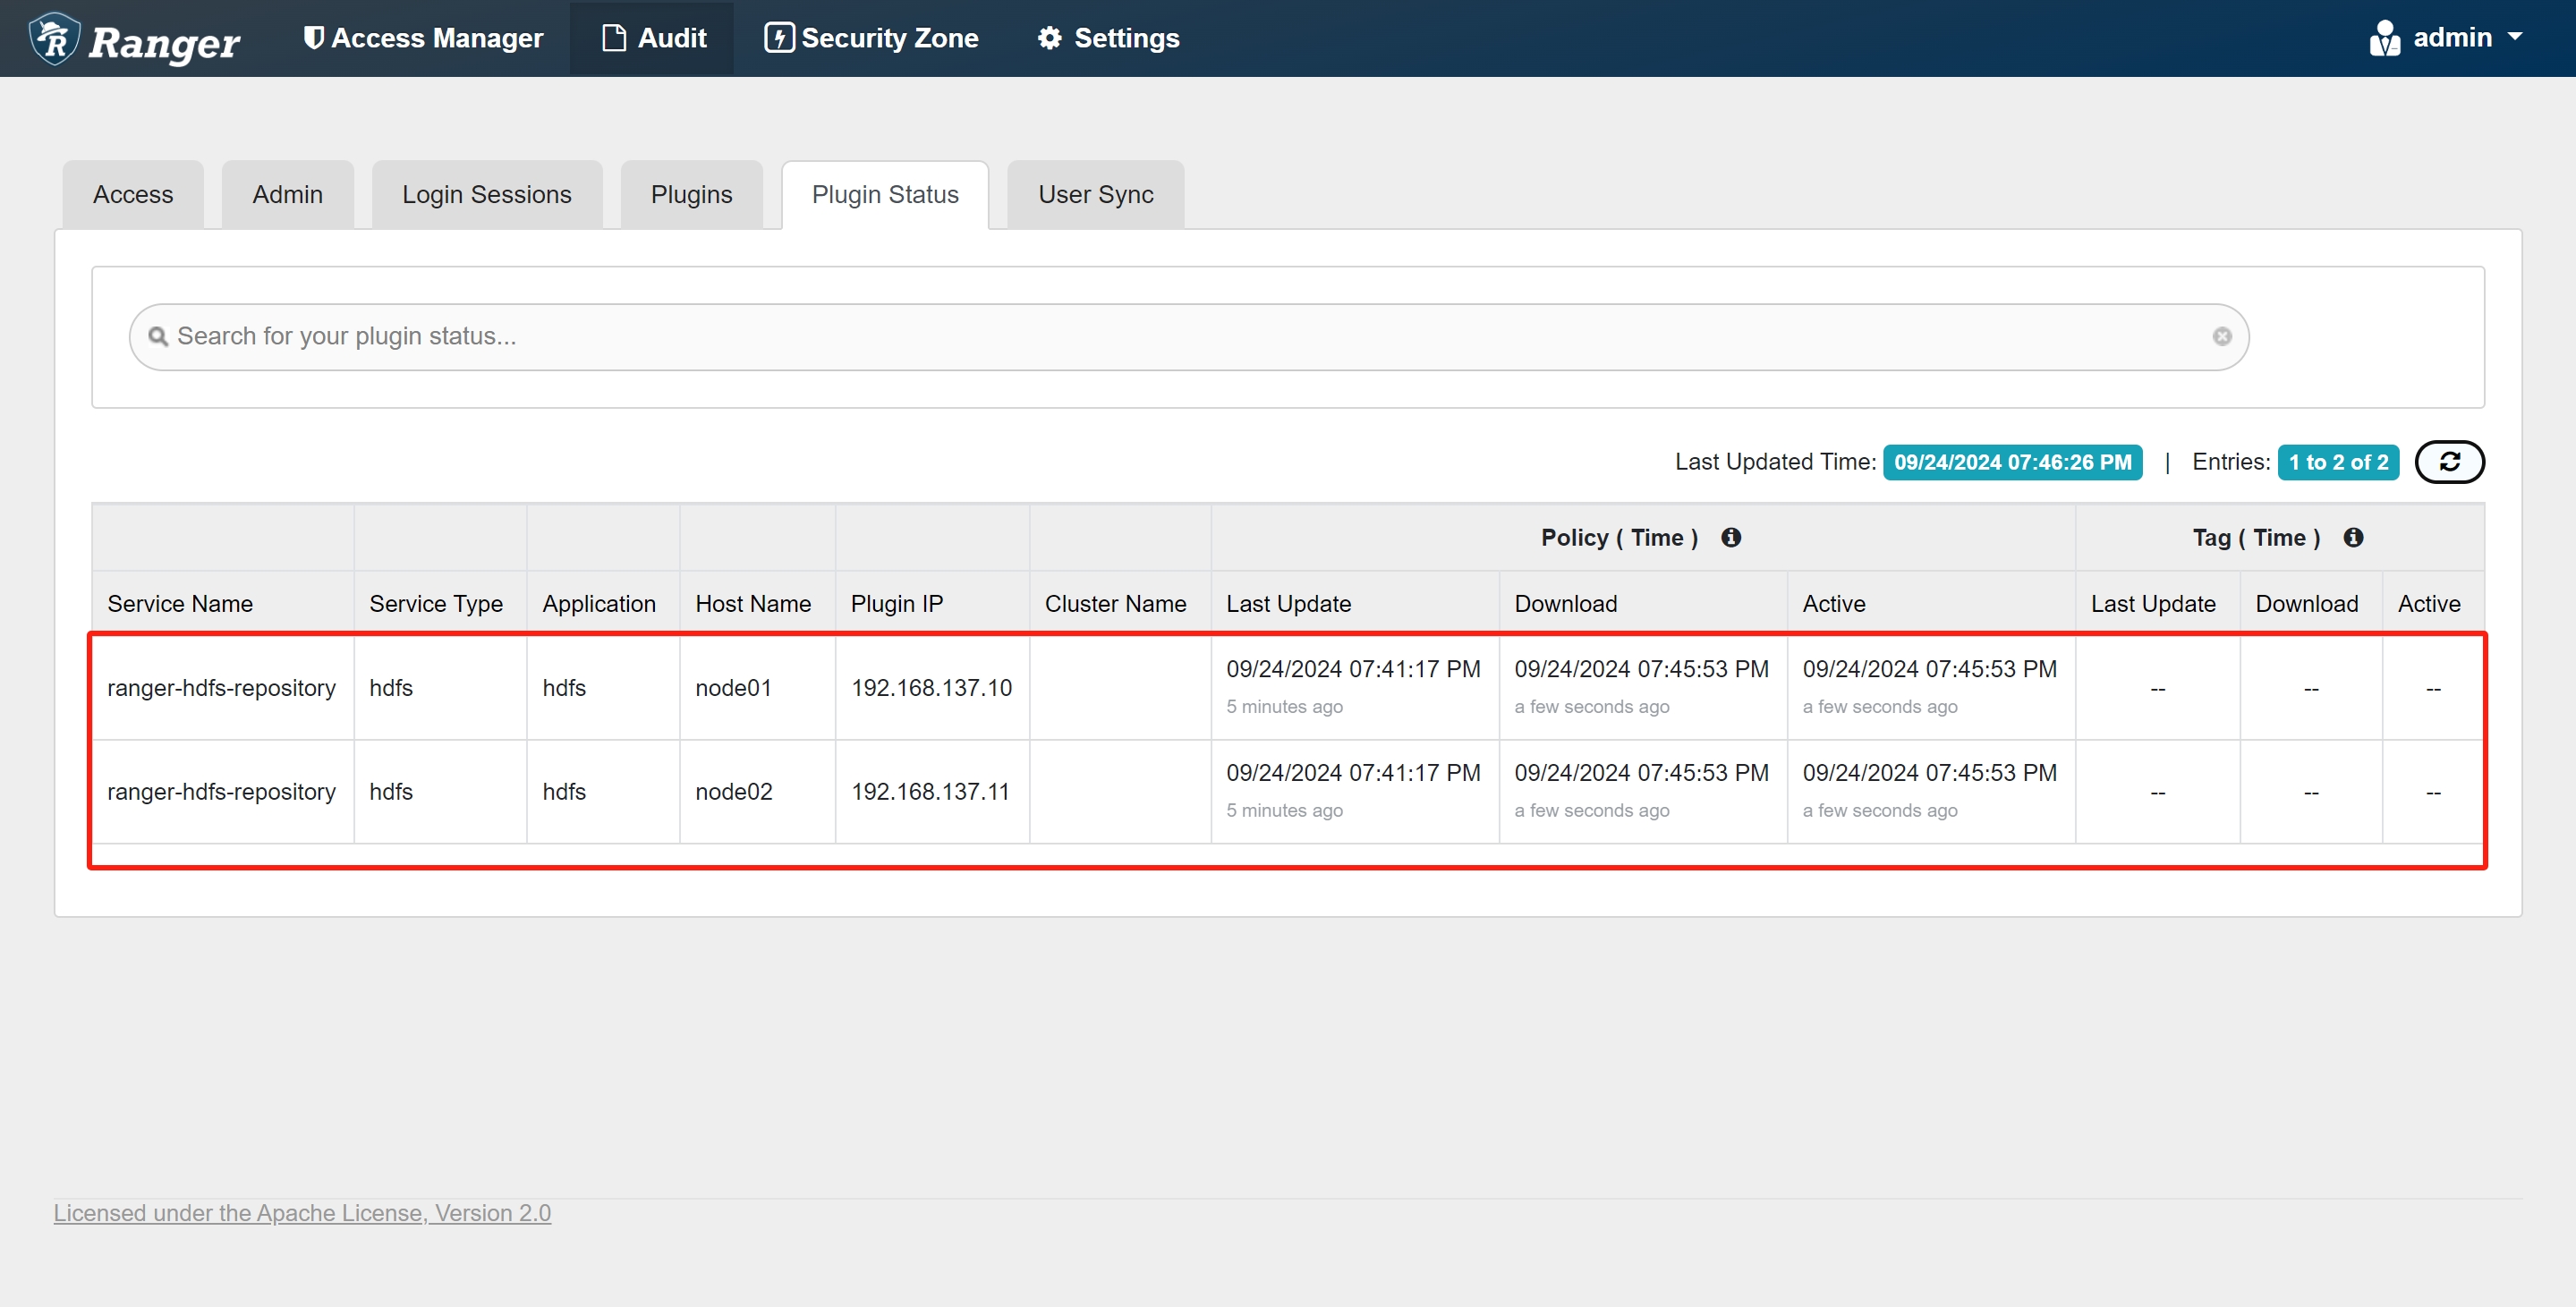 Ranger Access Manager Audit Security Zone Settings admin
Access Admin Login Sessions Plugins Plugin Status User Sync
Search for your plugin status...
Last Updated Time: 09/24/2024 07:46:26 PM | Entries: 1 to 2 of 2
Policy ( Time ) Tag ( Time )
Service Name Service Type Application Host Name Plugin IP Cluster Name Last Update Download Active Last Update Download Active
ranger-hdfs-repository hdfs hdfs node01 192.168.137.10 09/24/2024 07:41:17 PM 09/24/2024 07:45:53 PM 09/24/2024 07:45:53 PM -- -- --
5 minutes ago a few seconds ago a few seconds ago
ranger-hdfs-repository hdfs hdfs node02 192.168.137.11 09/24/2024 07:41:17 PM 09/24/2024 07:45:53 PM 09/24/2024 07:45:53 PM -- -- --
5 minutes ago a few seconds ago a few seconds ago
Licensed under the Apache License, Version 2.0